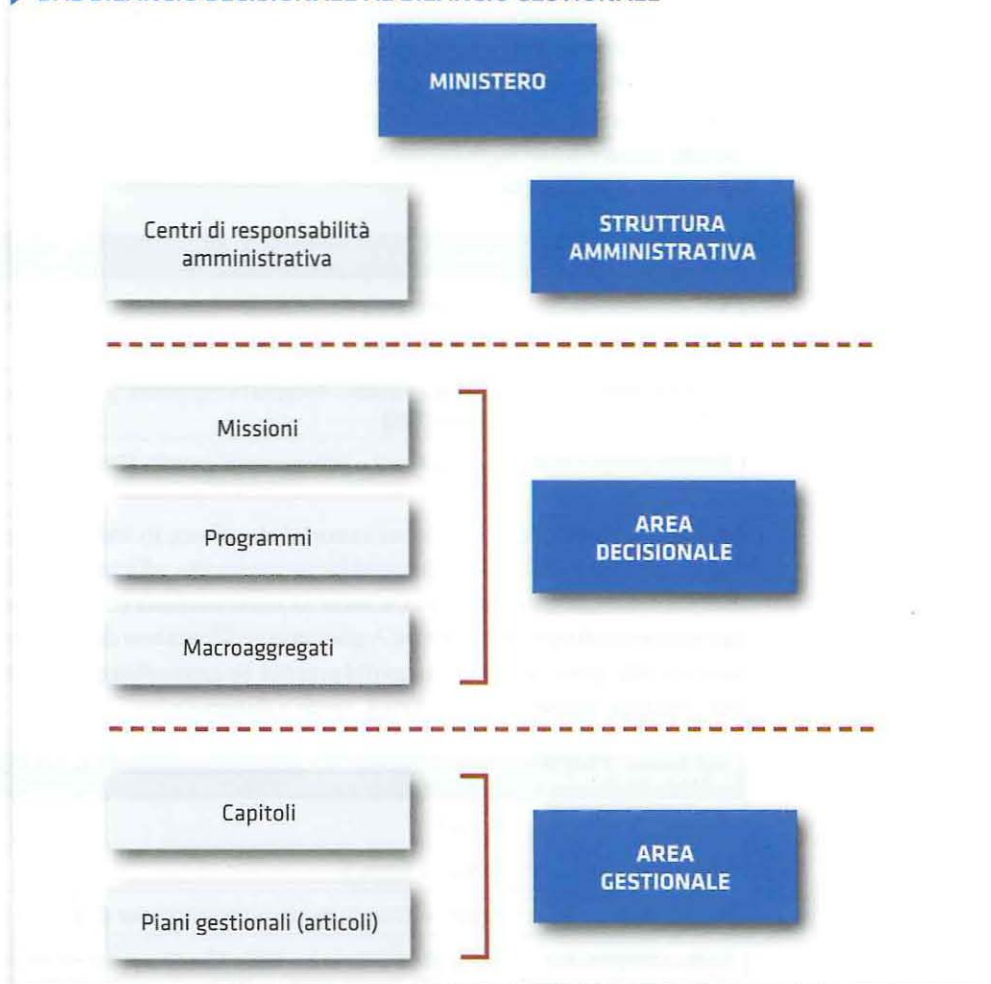 MINISTERO
Centri di responsabilità
amministrativa
STRUTTURA
AMMINISTRATIVA
Missioni
Programmi
Macroaggregati
AREA
DECISIONALE
Capitoli
Piani gestionali (articoli)
AREA
GESTIONALE